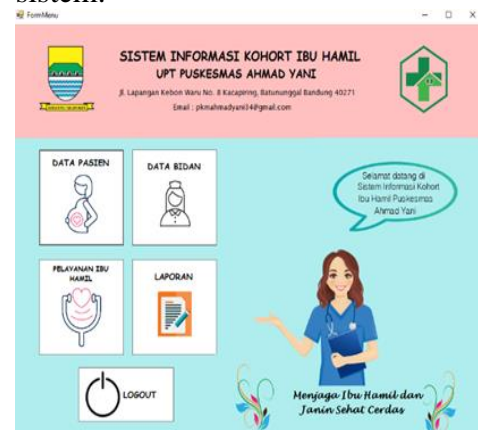 sistem.
FormMenu
SISTEM INFORMASI KOHORT IBU HAMIL
UPT PUSKESMAS AHMAD YANI
Jl. Lapangan Kebon Waru No. 8 Kacapiring, Batununggal Bandung 40271
Email : pkmahmadyani34@gmail.com
DATA PASIEN
DATA BIDAN
Selamat datang di
Sistem Informasi Kohort
Ibu Hamil Puskesmas
Ahmad Yani
PELAYANAN IBU
HAMIL
LAPORAN
LOGOUT
Menjaga Ibu Hamil dan
Janin Sehat Cerdas